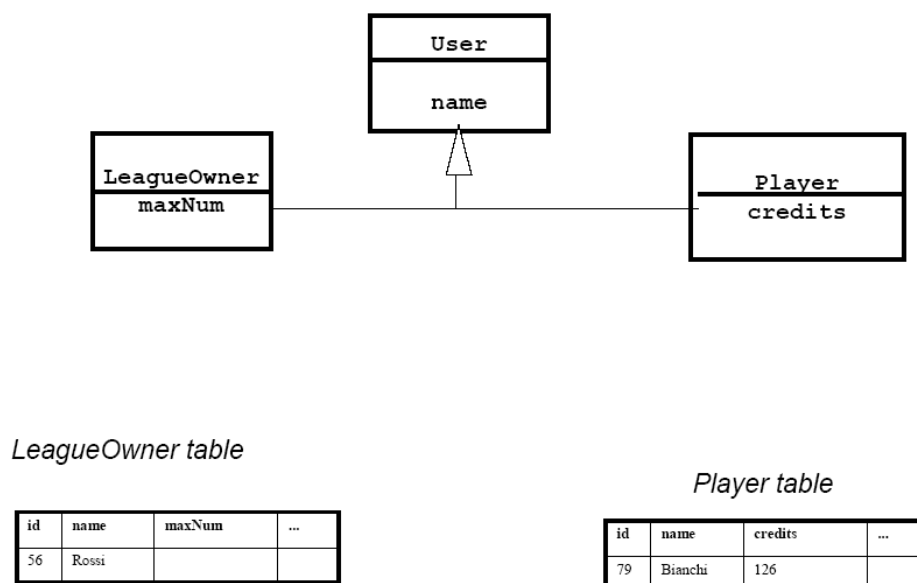 User
name
LeagueOwner
maxNum
Player
credits
LeagueOwner table
Player table
id name maxNum ...
56 Rossi
id name credits ...
79 Bianchi 126